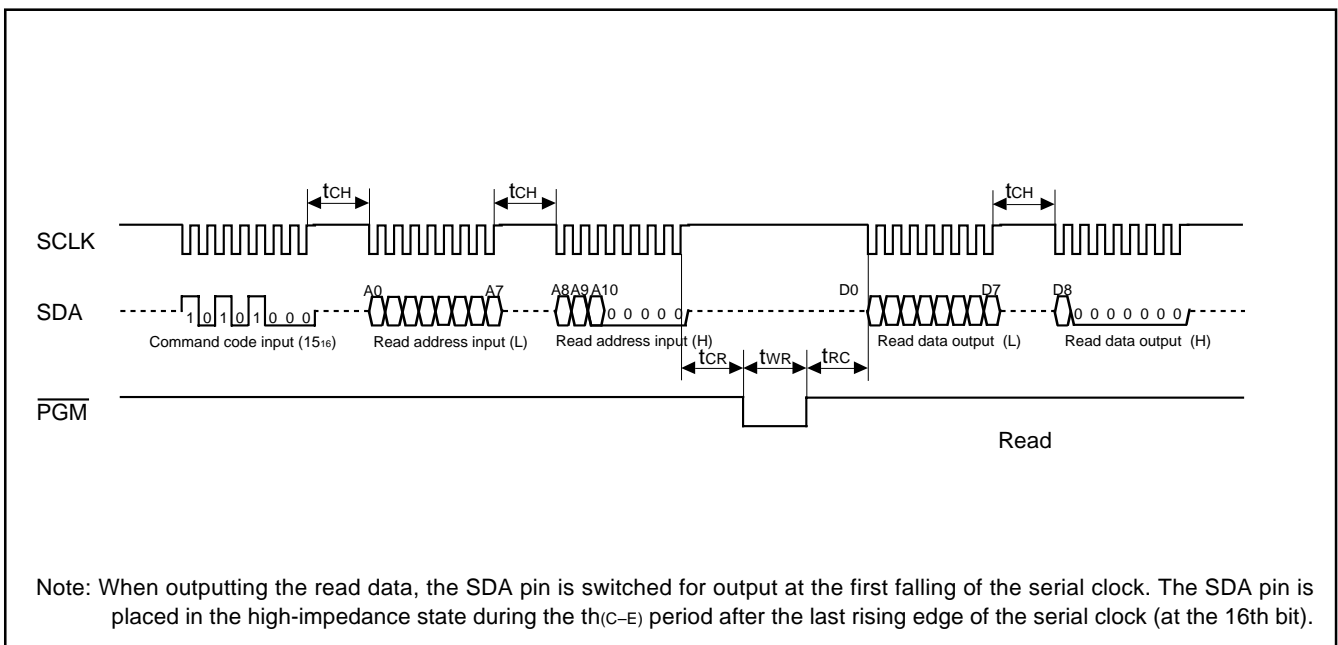 tCH tCH tCH
SCLK
A0 A7 A8 A9 A10 D0 D7 D8
SDA
1 0 1 0 1 0 0 0 0 0 0 0 0 0 0 0 0 0 0 0
Command code input (15₁₆) Read address input (L) Read address input (H) Read data output (L) Read data output (H)
tCR tWR tRC
PGM
Read
Note: When outputting the read data, the SDA pin is switched for output at the first falling of the serial clock. The SDA pin is
placed in the high-impedance state during the th(C–E) period after the last rising edge of the serial clock (at the 16th bit).